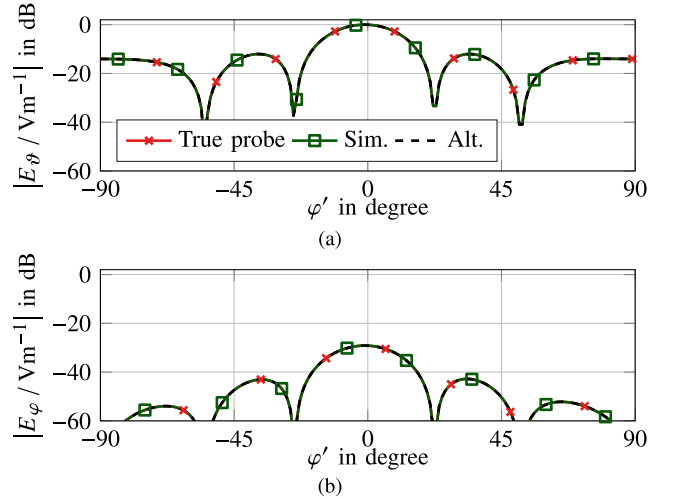 |E_ϑ / Vm⁻¹| in dB
0
−20
−40
−60
True probe Sim. Alt.
−90 −45 0 45 90
φ′ in degree
(a)
|E_φ / Vm⁻¹| in dB
0
−20
−40
−60
−90 −45 0 45 90
φ′ in degree
(b)